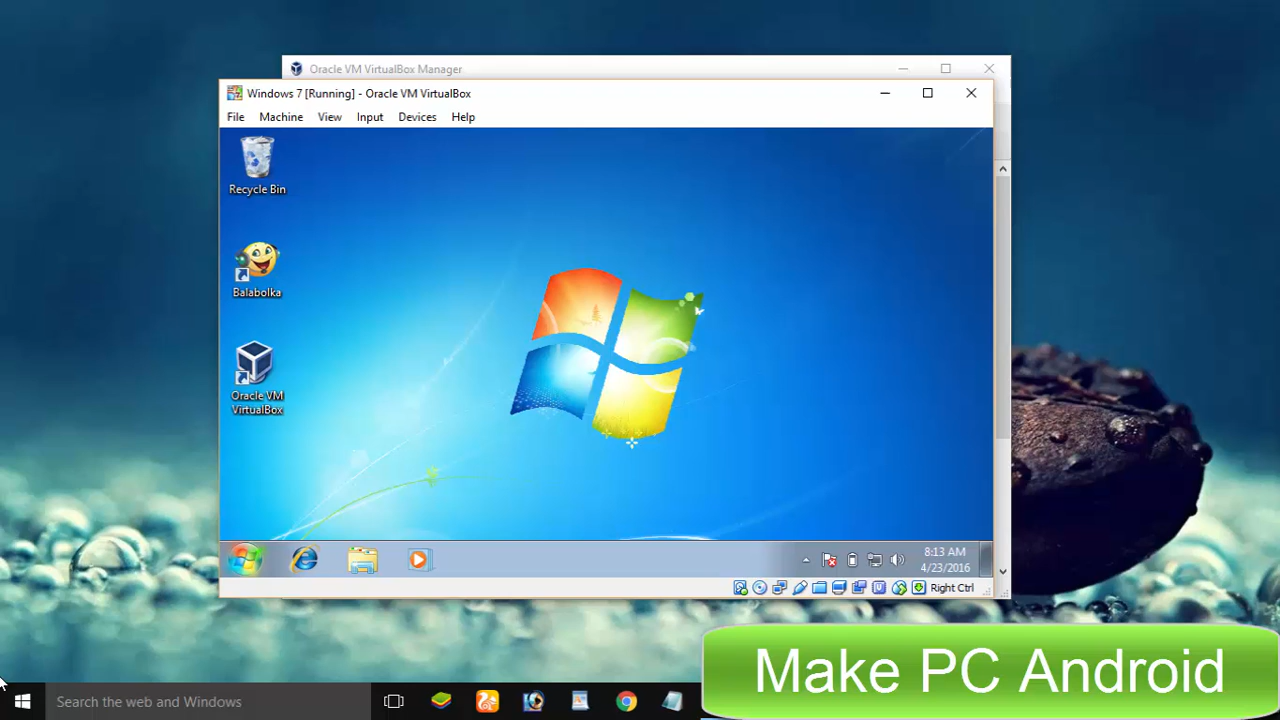 Oracle VM VirtualBox Manager
Windows 7 [Running] - Oracle VM VirtualBox
File Machine View Input Devices Help
Recycle Bin
Balabolka
Oracle VM
VirtualBox
8:13 AM
4/23/2016
Right Ctrl
Make PC Android
Search the web and Windows